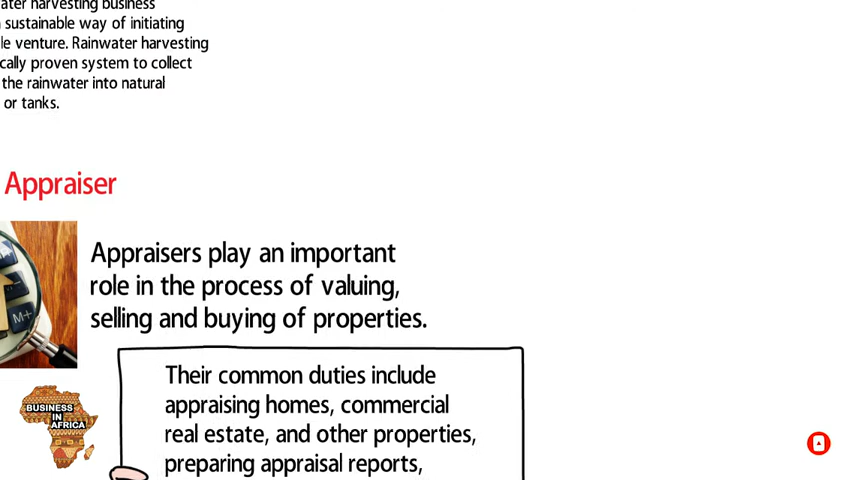 ater harvesting business
sustainable way of initiating
le venture. Rainwater harvesting
cally proven system to collect
the rainwater into natural
or tanks.
Appraiser
Appraisers play an important
role in the process of valuing,
selling and buying of properties.
M+
Their common duties include
appraising homes, commercial
real estate, and other properties,
preparing appraisal reports,
BUSINESS
IN
AFRICA